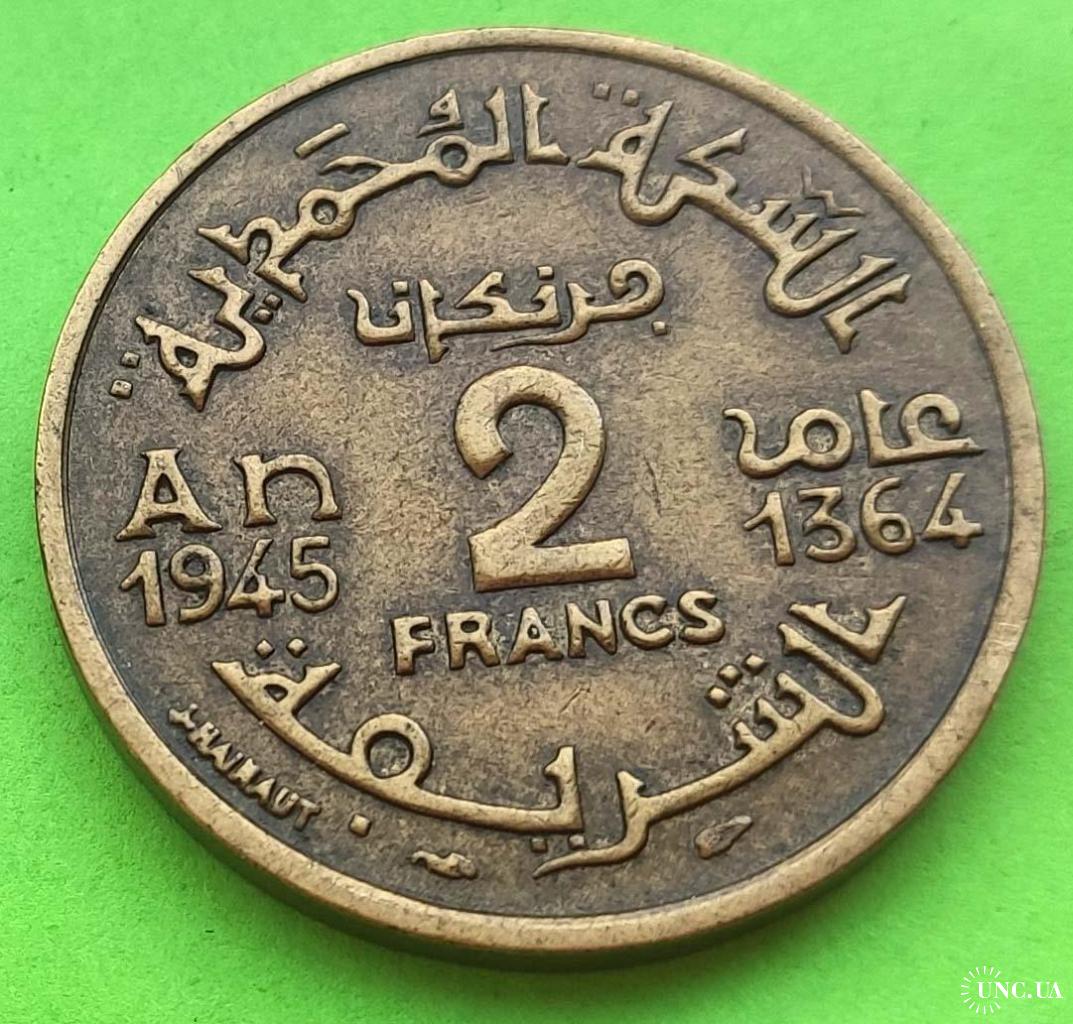 السكة المحمدية
فرنكان
An
1945
2
عام
1364
FRANCS
الشريفة
J.HAINAUT
UNC.UA